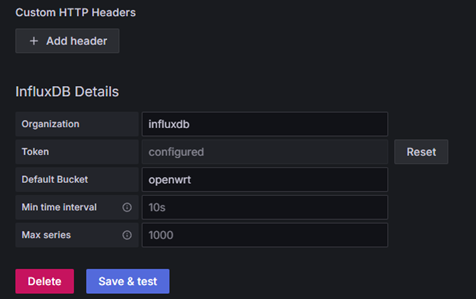 Custom HTTP Headers
+ Add header
InfluxDB Details
Organization influxdb
Token configured Reset
Default Bucket openwrt
Min time interval 10s
Max series 1000
Delete Save & test